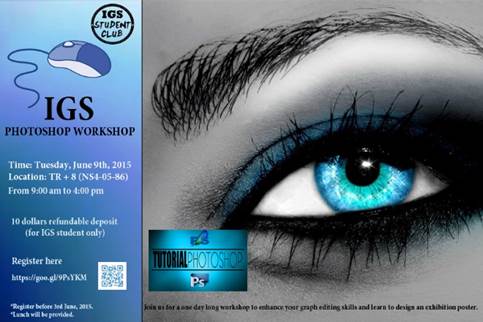 IGS
STUDENT
CLUB
IGS
PHOTOSHOP WORKSHOP
Time: Tuesday, June 9th, 2015
Location: TR + 8 (NS4-05-86)
From 9:00 am to 4:00 pm
10 dollars refundable deposit
(for IGS student only)
Register here
https://goo.gl/9PsYKM
*Register before 3rd June, 2015.
*Lunch will be provided.
TUTORIALPHOTOSHOP
Ps
Join us for a one day long workshop to enhance your graph editing skills and learn to design an exhibition poster.